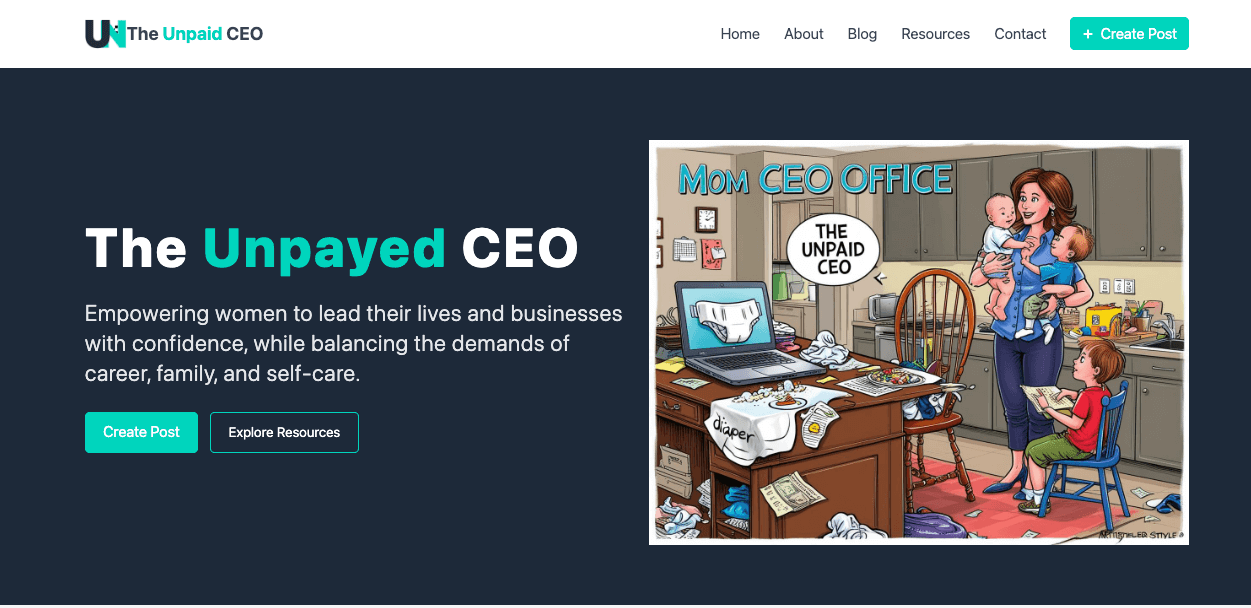 UN The Unpaid CEO
Home About Blog Resources Contact + Create Post
The Unpayed CEO
Empowering women to lead their lives and businesses
with confidence, while balancing the demands of
career, family, and self-care.
Create Post Explore Resources
MOM CEO OFFICE
THE
UNPAID
CEO
diaper